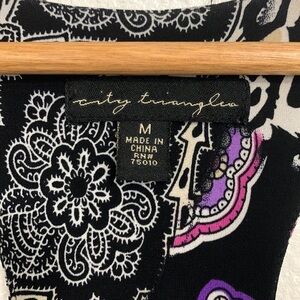 city triangles
M
MADE IN
CHINA
RN#
75010